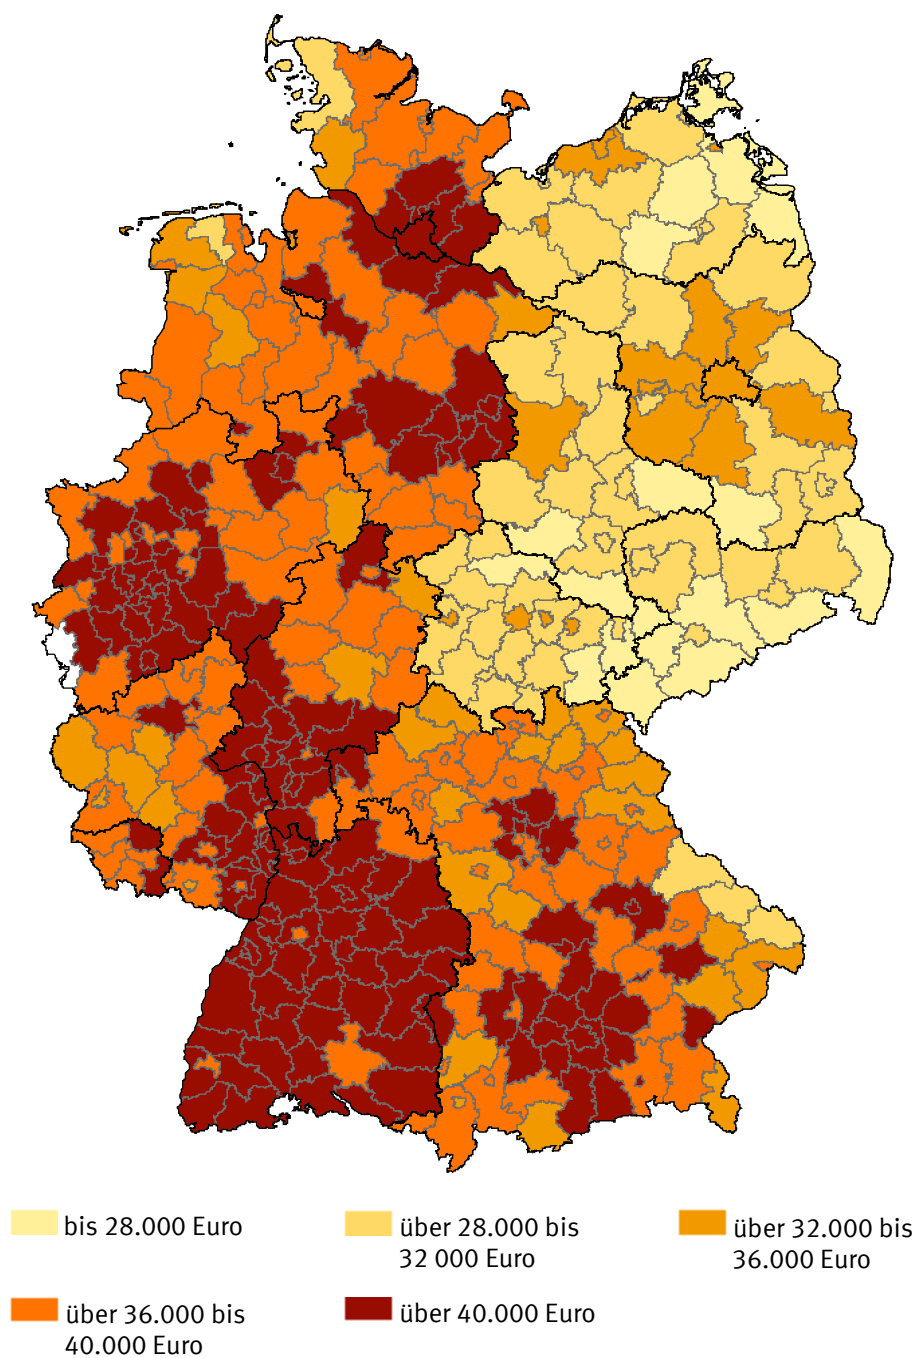 bis 28.000 Euro
über 28.000 bis
32 000 Euro
über 32.000 bis
36.000 Euro
über 36.000 bis
40.000 Euro
über 40.000 Euro